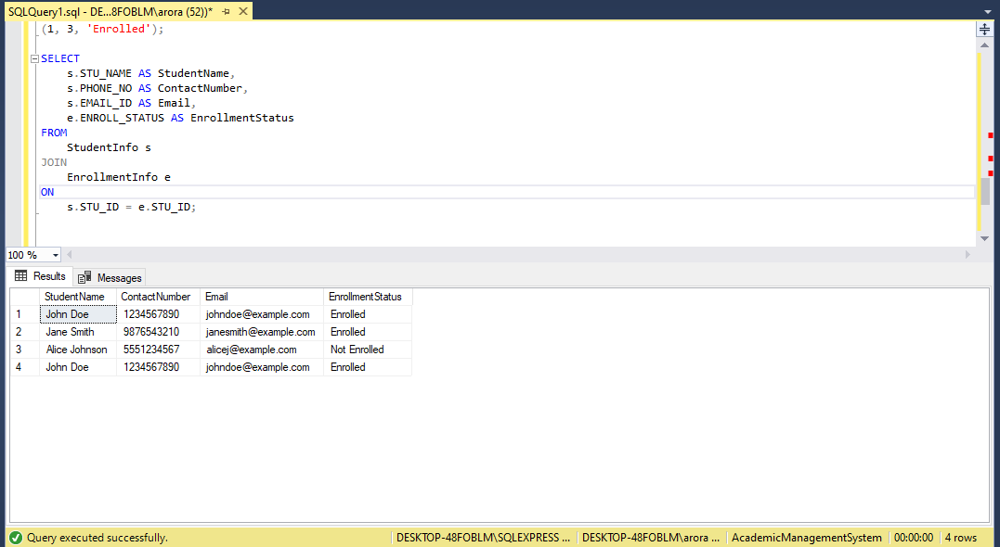 SQLQuery1.sql - DE...8FOBLM\arora (52))*
(1, 3, 'Enrolled');
SELECT
s.STU_NAME AS StudentName,
s.PHONE_NO AS ContactNumber,
s.EMAIL_ID AS Email,
e.ENROLL_STATUS AS EnrollmentStatus
FROM
StudentInfo s
JOIN
EnrollmentInfo e
ON
s.STU_ID = e.STU_ID;
100 %
Results Messages
StudentName ContactNumber Email EnrollmentStatus
1 John Doe 1234567890 johndoe@example.com Enrolled
2 Jane Smith 9876543210 janesmith@example.com Enrolled
3 Alice Johnson 5551234567 alicej@example.com Not Enrolled
4 John Doe 1234567890 johndoe@example.com Enrolled
Query executed successfully. DESKTOP-48FOBLM\SQLEXPRESS ... DESKTOP-48FOBLM\arora ... AcademicManagementSystem 00:00:00 4 rows